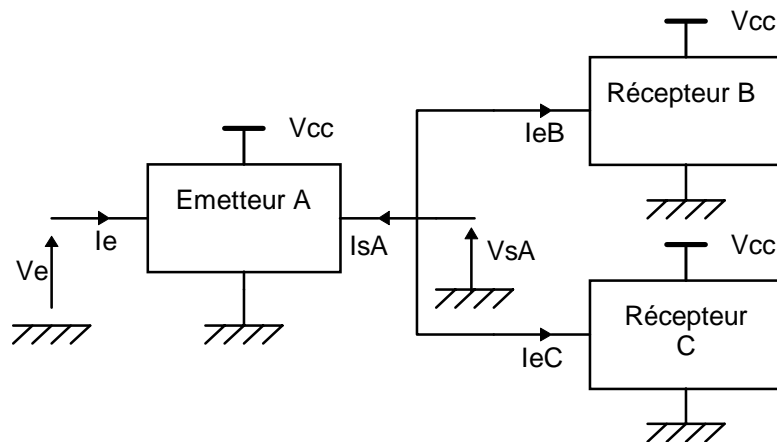 Vcc
Récepteur B
IeB
Vcc
Emetteur A
Ie
IsA
Ve
VsA
Vcc
Récepteur
C
IeC